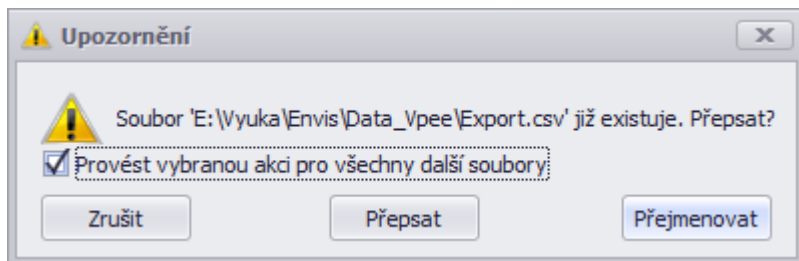 Upozornění
Soubor 'E:\Vyuka\Envis\Data_Vpee\Export.csv' již existuje. Přepsat?
Provést vybranou akci pro všechny další soubory
Zrušit Přepsat Přejmenovat